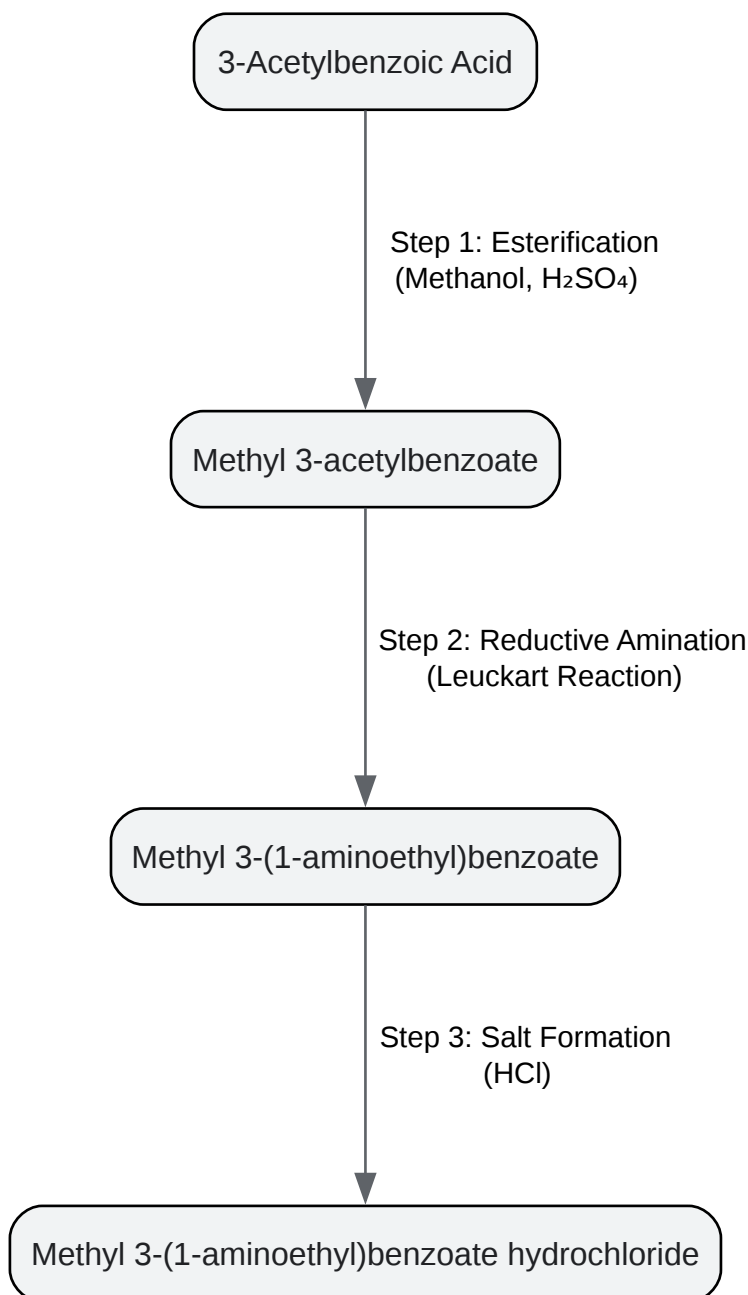 3-Acetylbenzoic Acid
Step 1: Esterification
(Methanol, H₂SO₄)
Methyl 3-acetylbenzoate
Step 2: Reductive Amination
(Leuckart Reaction)
Methyl 3-(1-aminoethyl)benzoate
Step 3: Salt Formation
(HCl)
Methyl 3-(1-aminoethyl)benzoate hydrochloride